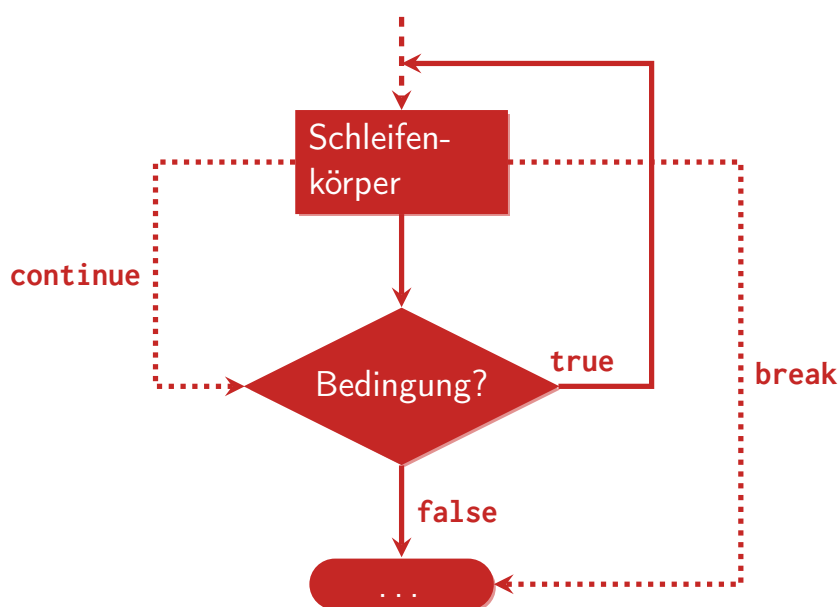 Schleifen-
körper
continue
Bedingung?
true
break
false
...